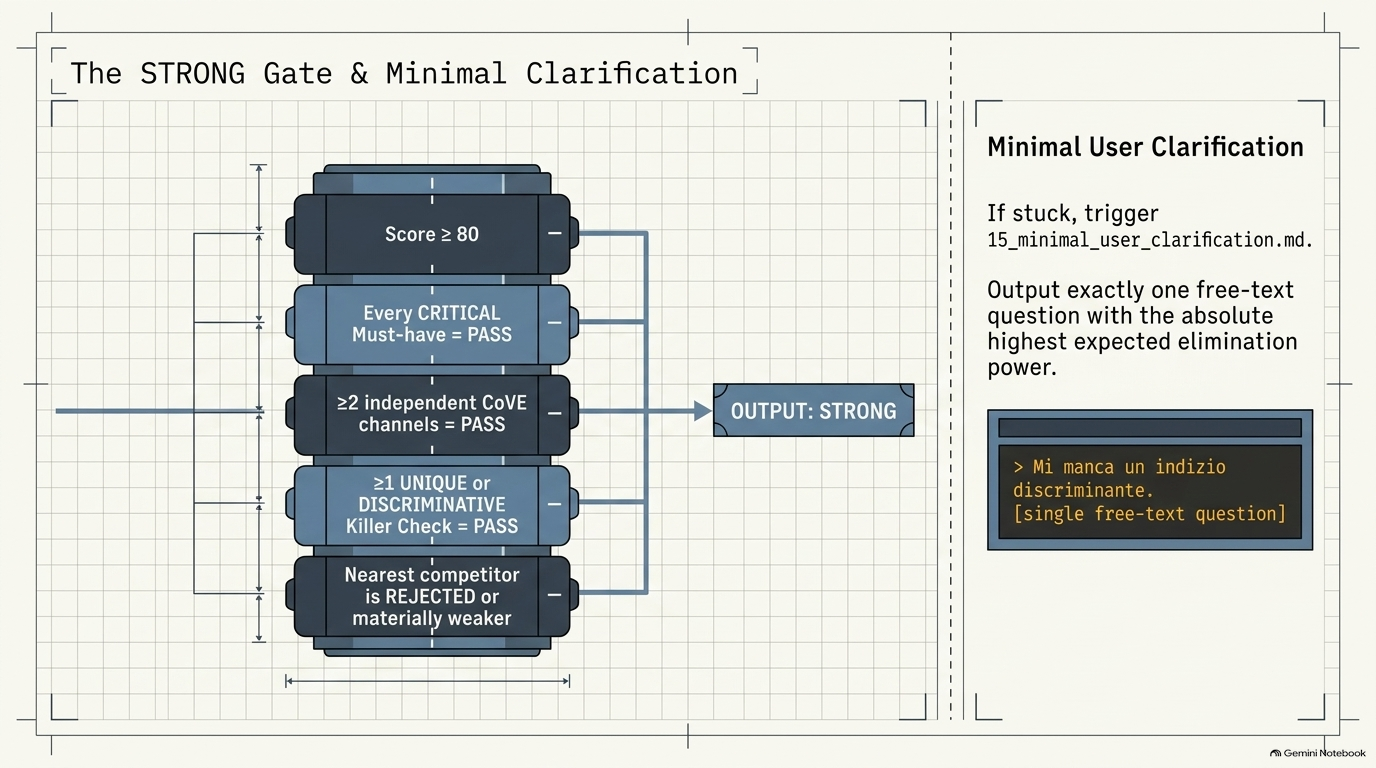 The STRONG Gate & Minimal Clarification
Score ≥ 80
Every CRITICAL
Must-have = PASS
≥2 independent CoVE
channels = PASS
≥1 UNIQUE or
DISCRIMINATIVE
Killer Check = PASS
Nearest competitor
is REJECTED or
materially weaker
OUTPUT: STRONG
Minimal User Clarification
If stuck, trigger
15_minimal_user_clarification.md.
Output exactly one free-text
question with the absolute
highest expected elimination
power.
> Mi manca un indizio
discriminante.
[single free-text question]
Gemini Notebook